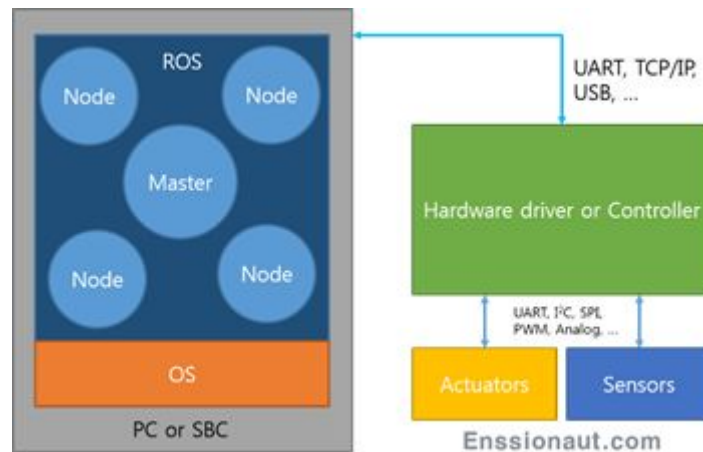 ROS
Node
Node
Master
Node
Node
OS
PC or SBC
UART, TCP/IP,
USB, ...
Hardware driver or Controller
UART, I²C, SPI,
PWM, Analog, ...
Actuators
Sensors
Enssionaut.com